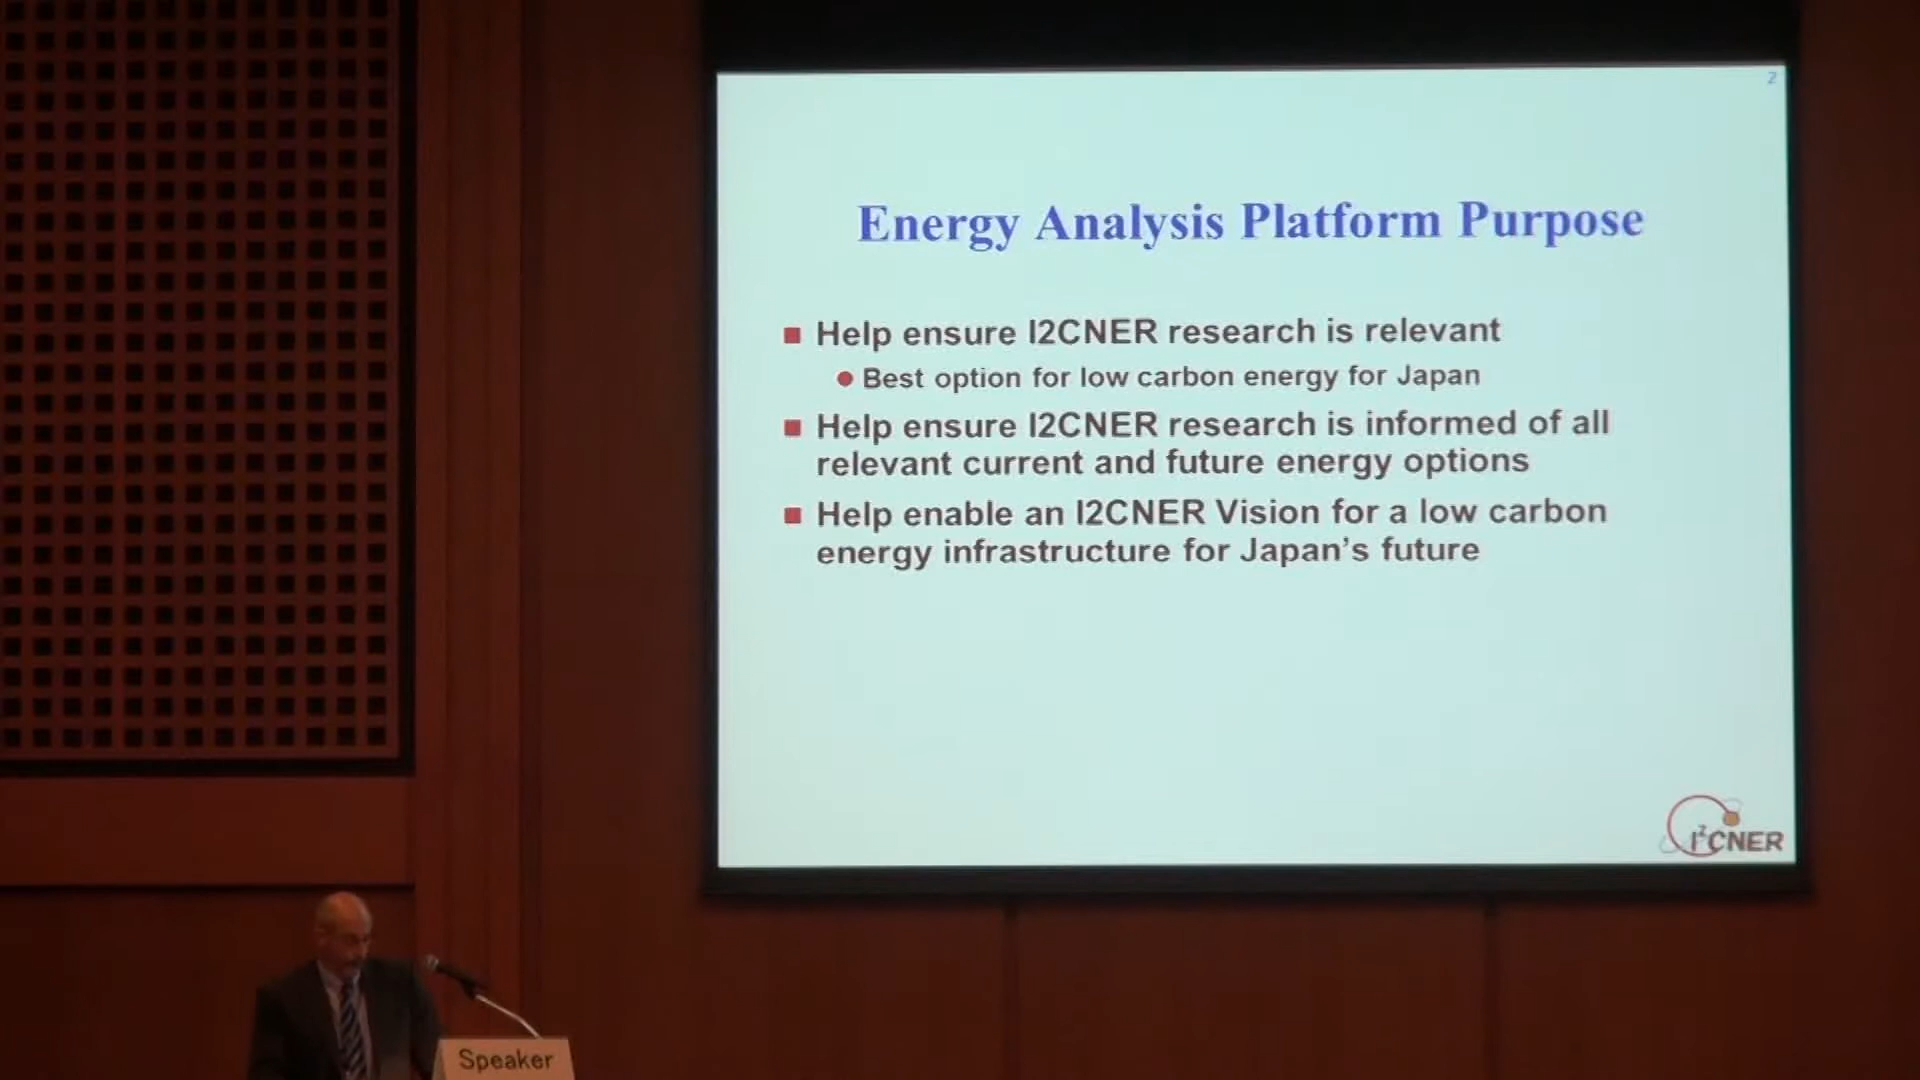 2
Energy Analysis Platform Purpose
Help ensure I2CNER research is relevant
Best option for low carbon energy for Japan
Help ensure I2CNER research is informed of all
relevant current and future energy options
Help enable an I2CNER Vision for a low carbon
energy infrastructure for Japan’s future
I²CNER
Speaker